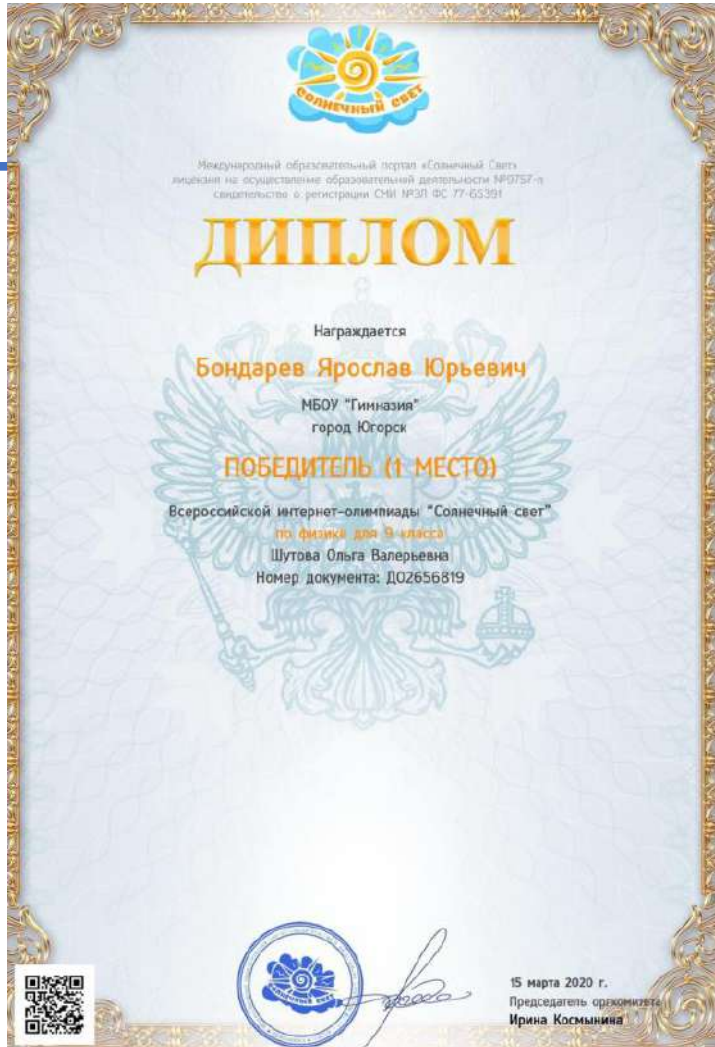 СОЛНЕЧНЫЙ СВЕТ
Международный образовательный портал «Солнечный Свет»
лицензия на осуществление образовательной деятельности №9757-л
свидетельство о регистрации СМИ №ЭЛ ФС 77-65391
ДИПЛОМ
Награждается
Бондарев Ярослав Юрьевич
МБОУ "Гимназия"
город Югорск
ПОБЕДИТЕЛЬ (1 МЕСТО)
Всероссийской интернет-олимпиады "Солнечный свет"
по физике для 9 класса
Шутова Ольга Валерьевна
Номер документа: ДО2656819
СОЛНЕЧНЫЙ СВЕТ
15 марта 2020 г.
Председатель оргкомитета
Ирина Космынина